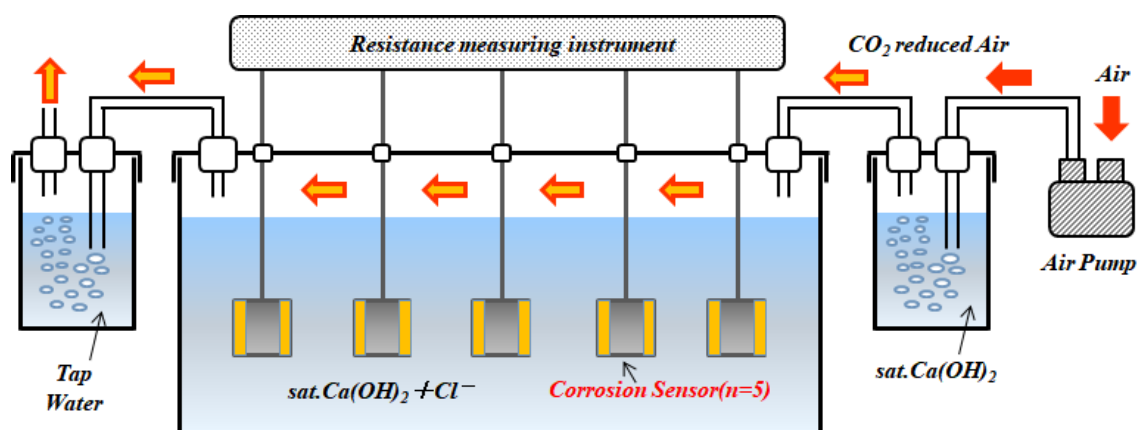 Resistance measuring instrument
CO₂ reduced Air
Air
Air Pump
Tap
Water
sat.Ca(OH)₂ +Cl⁻
Corrosion Sensor(n=5)
sat.Ca(OH)₂